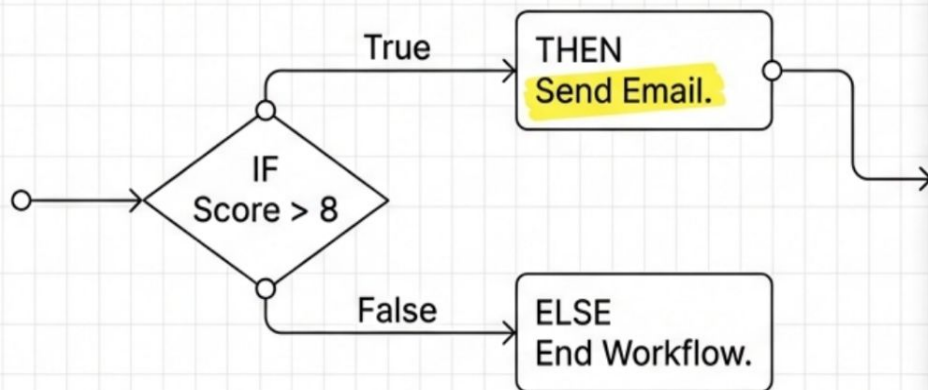 True
THEN
Send Email.
IF
Score > 8
False
ELSE
End Workflow.